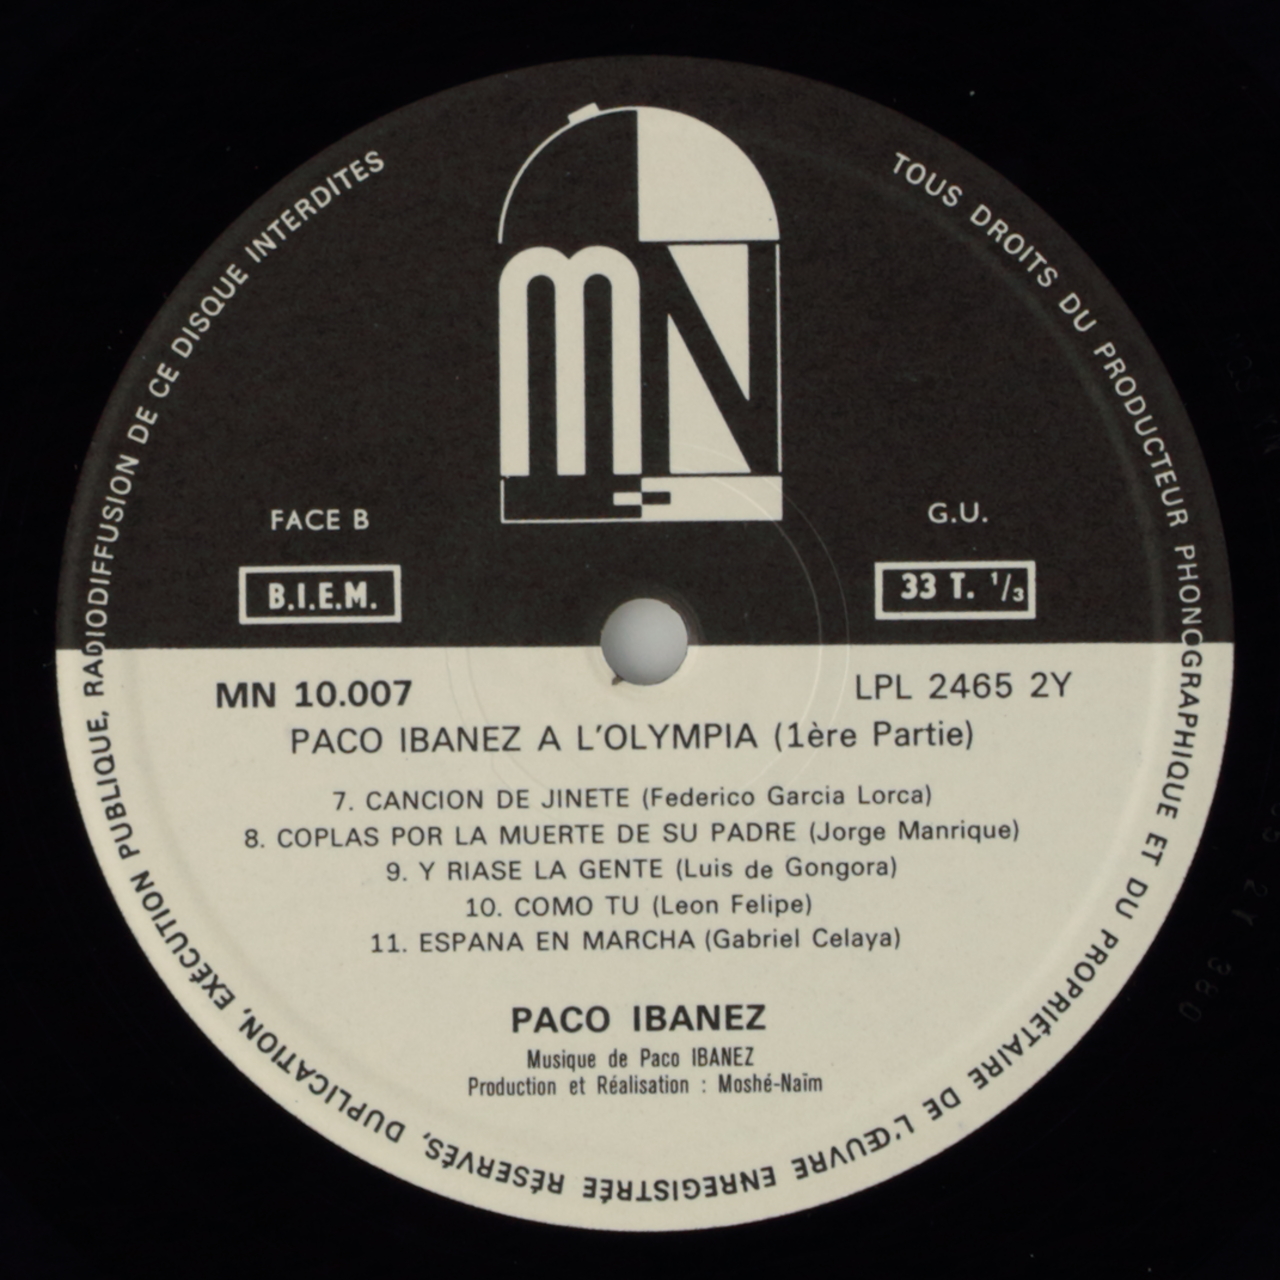 MN
FACE B
G.U.
B.I.E.M.
33 T. 1/3
MN 10.007
LPL 2465 2Y
PACO IBANEZ A L'OLYMPIA (1ère Partie)
7. CANCION DE JINETE (Federico Garcia Lorca)
8. COPLAS POR LA MUERTE DE SU PADRE (Jorge Manrique)
9. Y RIASE LA GENTE (Luis de Gongora)
10. COMO TU (Leon Felipe)
11. ESPANA EN MARCHA (Gabriel Celaya)
PACO IBANEZ
Musique de Paco IBANEZ
Production et Réalisation : Moshé-Naïm
TOUS DROITS DU PRODUCTEUR PHONOGRAPHIQUE ET DU PROPRIÉTAIRE DE L'ŒUVRE ENREGISTRÉE RÉSERVÉS, DUPLICATION, EXÉCUTION PUBLIQUE, RADIODIFFUSION DE CE DISQUE INTERDITES